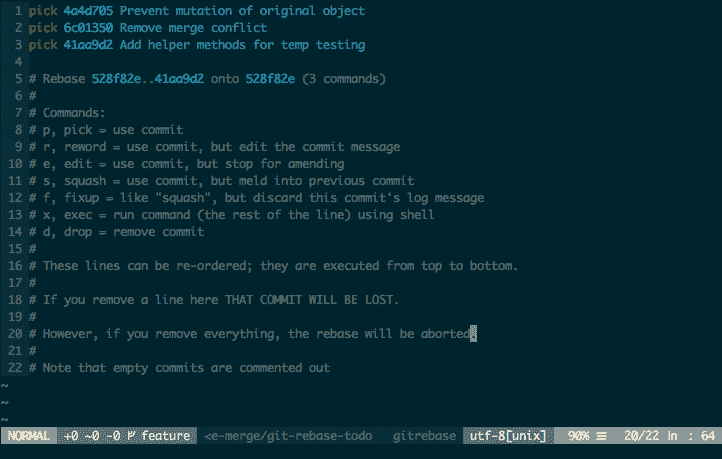 1 pick 4a4d705 Prevent mutation of original object
2 pick 6c01350 Remove merge conflict
3 pick 41aa9d2 Add helper methods for temp testing
4
5 # Rebase 528f82e..41aa9d2 onto 528f82e (3 commands)
6 #
7 # Commands:
8 # p, pick = use commit
9 # r, reword = use commit, but edit the commit message
10 # e, edit = use commit, but stop for amending
11 # s, squash = use commit, but meld into previous commit
12 # f, fixup = like "squash", but discard this commit's log message
13 # x, exec = run command (the rest of the line) using shell
14 # d, drop = remove commit
15 #
16 # These lines can be re-ordered; they are executed from top to bottom.
17 #
18 # If you remove a line here THAT COMMIT WILL BE LOST.
19 #
20 # However, if you remove everything, the rebase will be aborted.
21 #
22 # Note that empty commits are commented out
~
~
~
NORMAL +0 ~0 -0 ᚠ feature <e-merge/git-rebase-todo gitrebase utf-8[unix] 90% ☰ 20/22 ln : 64